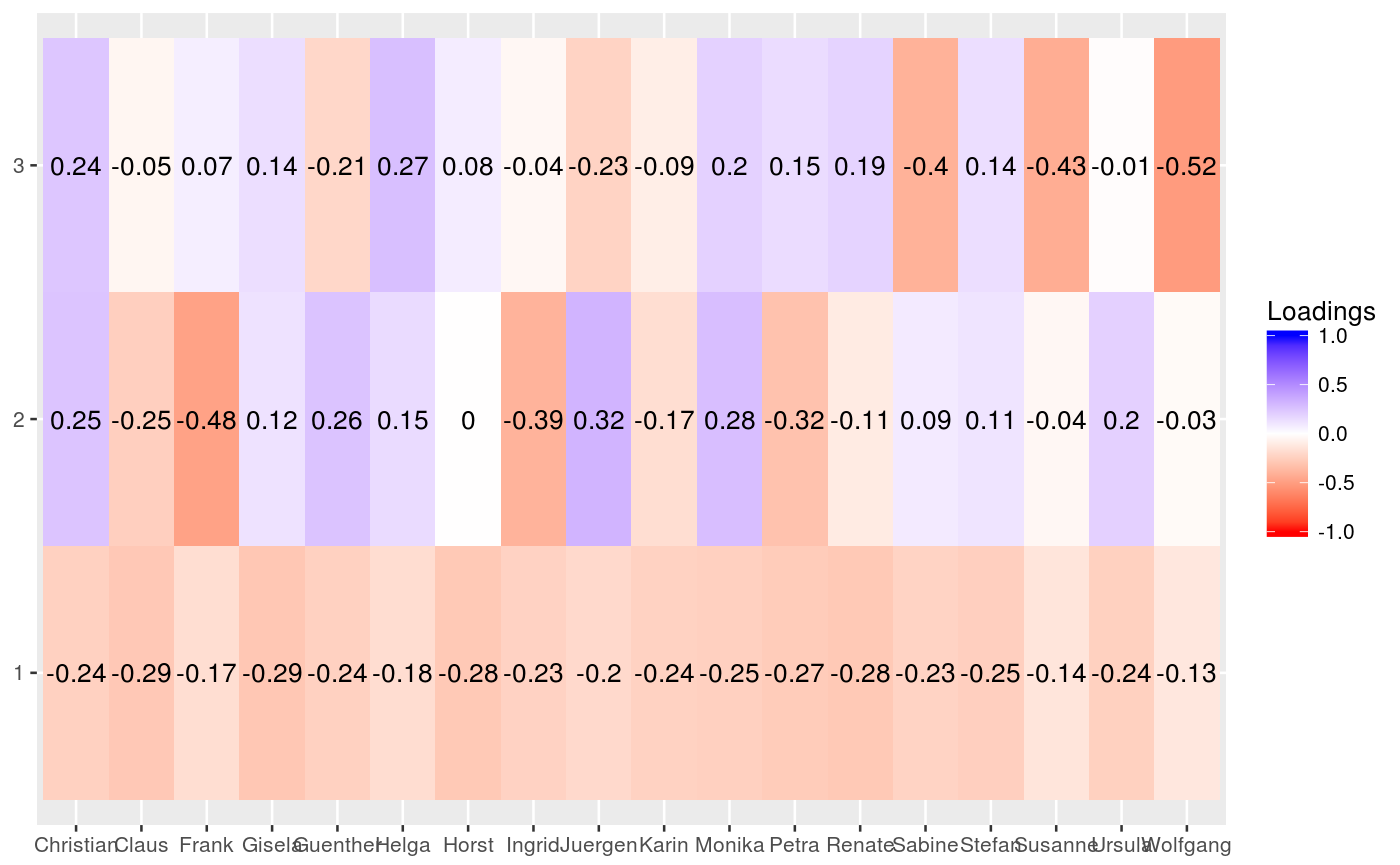 3 0.24 -0.05 0.07 0.14 -0.21 0.27 0.08 -0.04 -0.23 -0.09 0.2 0.15 0.19 -0.4 0.14 -0.43 -0.01 -0.52
2 0.25 -0.25 -0.48 0.12 0.26 0.15 0 -0.39 0.32 -0.17 0.28 -0.32 -0.11 0.09 0.11 -0.04 0.2 -0.03
1 -0.24 -0.29 -0.17 -0.29 -0.24 -0.18 -0.28 -0.23 -0.2 -0.24 -0.25 -0.27 -0.28 -0.23 -0.25 -0.14 -0.24 -0.13
Christian Claus Frank Gisela Guenther Helga Horst Ingrid Juergen Karin Monika Petra Renate Sabine Stefan Susanne Ursula Wolfgang
Loadings
1.0
0.5
0.0
-0.5
-1.0